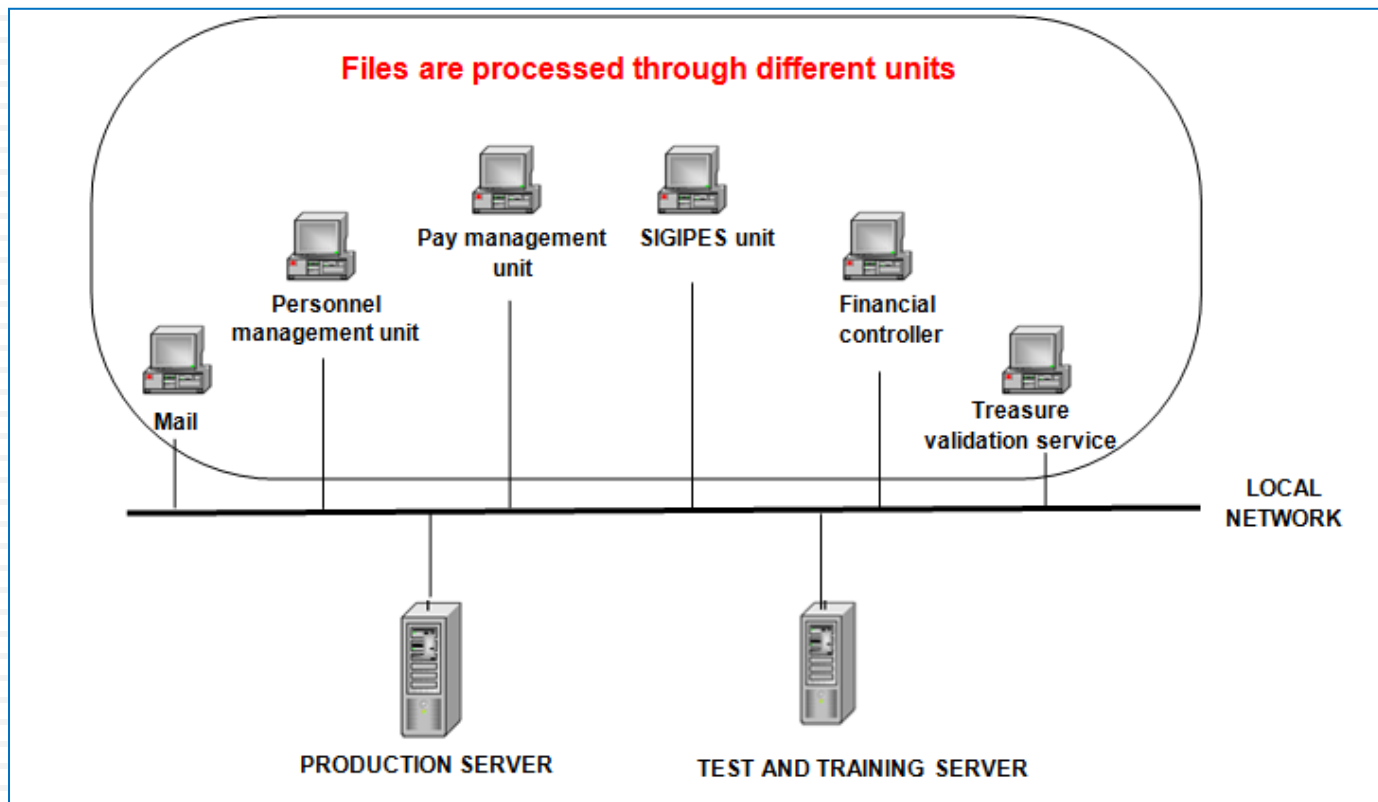 Files are processed through different units
Pay management
unit
SIGIPES unit
Personnel
management unit
Financial
controller
Mail
Treasure
validation service
LOCAL
NETWORK
PRODUCTION SERVER
TEST AND TRAINING SERVER